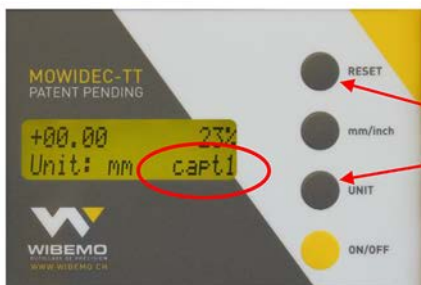 MOWIDEC-TT
PATENT PENDING
+00.00 23%
Unit: mm capt1
WIBEMO
WWW.WIBEMO.CH
RESET
mm/inch
UNIT
ON/OFF